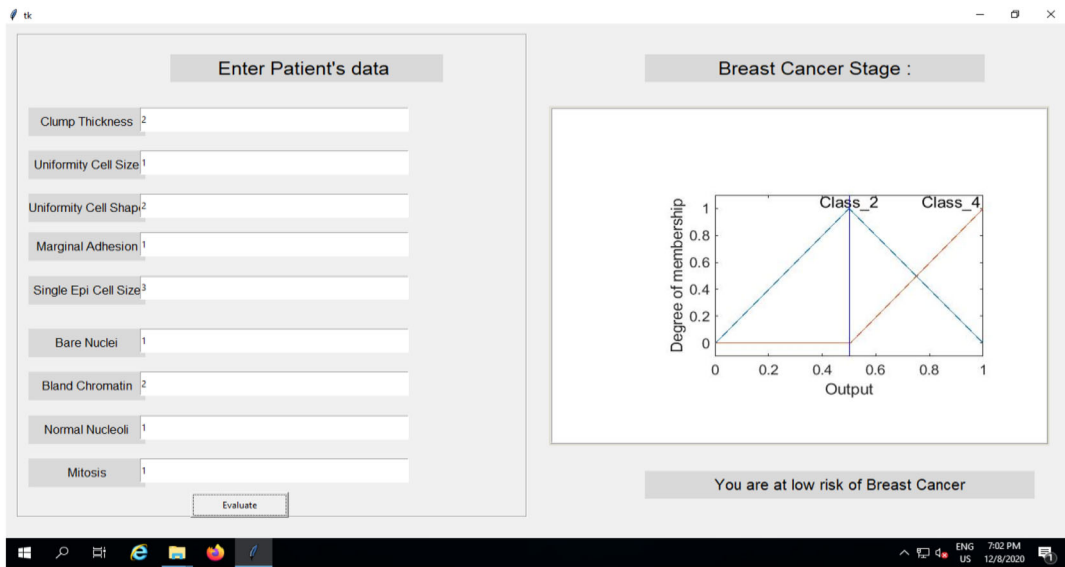 tk
Enter Patient's data
Clump Thickness 2
Uniformity Cell Size 1
Uniformity Cell Shap 2
Marginal Adhesion 1
Single Epi Cell Size 3
Bare Nuclei 1
Bland Chromatin 2
Normal Nucleoli 1
Mitosis 1
Evaluate
Breast Cancer Stage :
Class_2 Class_4
Degree of membership
1
0.8
0.6
0.4
0.2
0
0 0.2 0.4 0.6 0.8 1
Output
You are at low risk of Breast Cancer
ENG
US
7:02 PM
12/8/2020
1